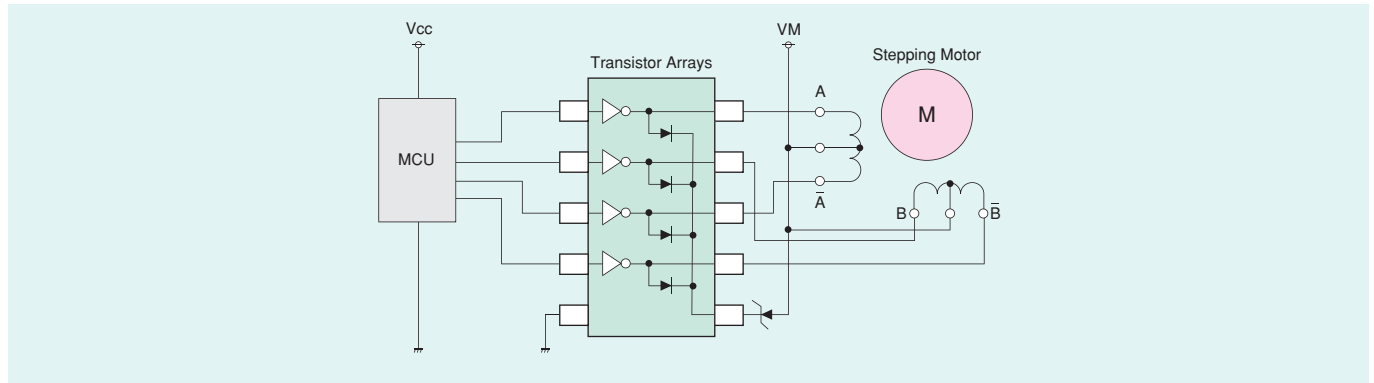 Vcc
VM
Transistor Arrays
Stepping Motor
A
M
MCU
A̅
B
B̅